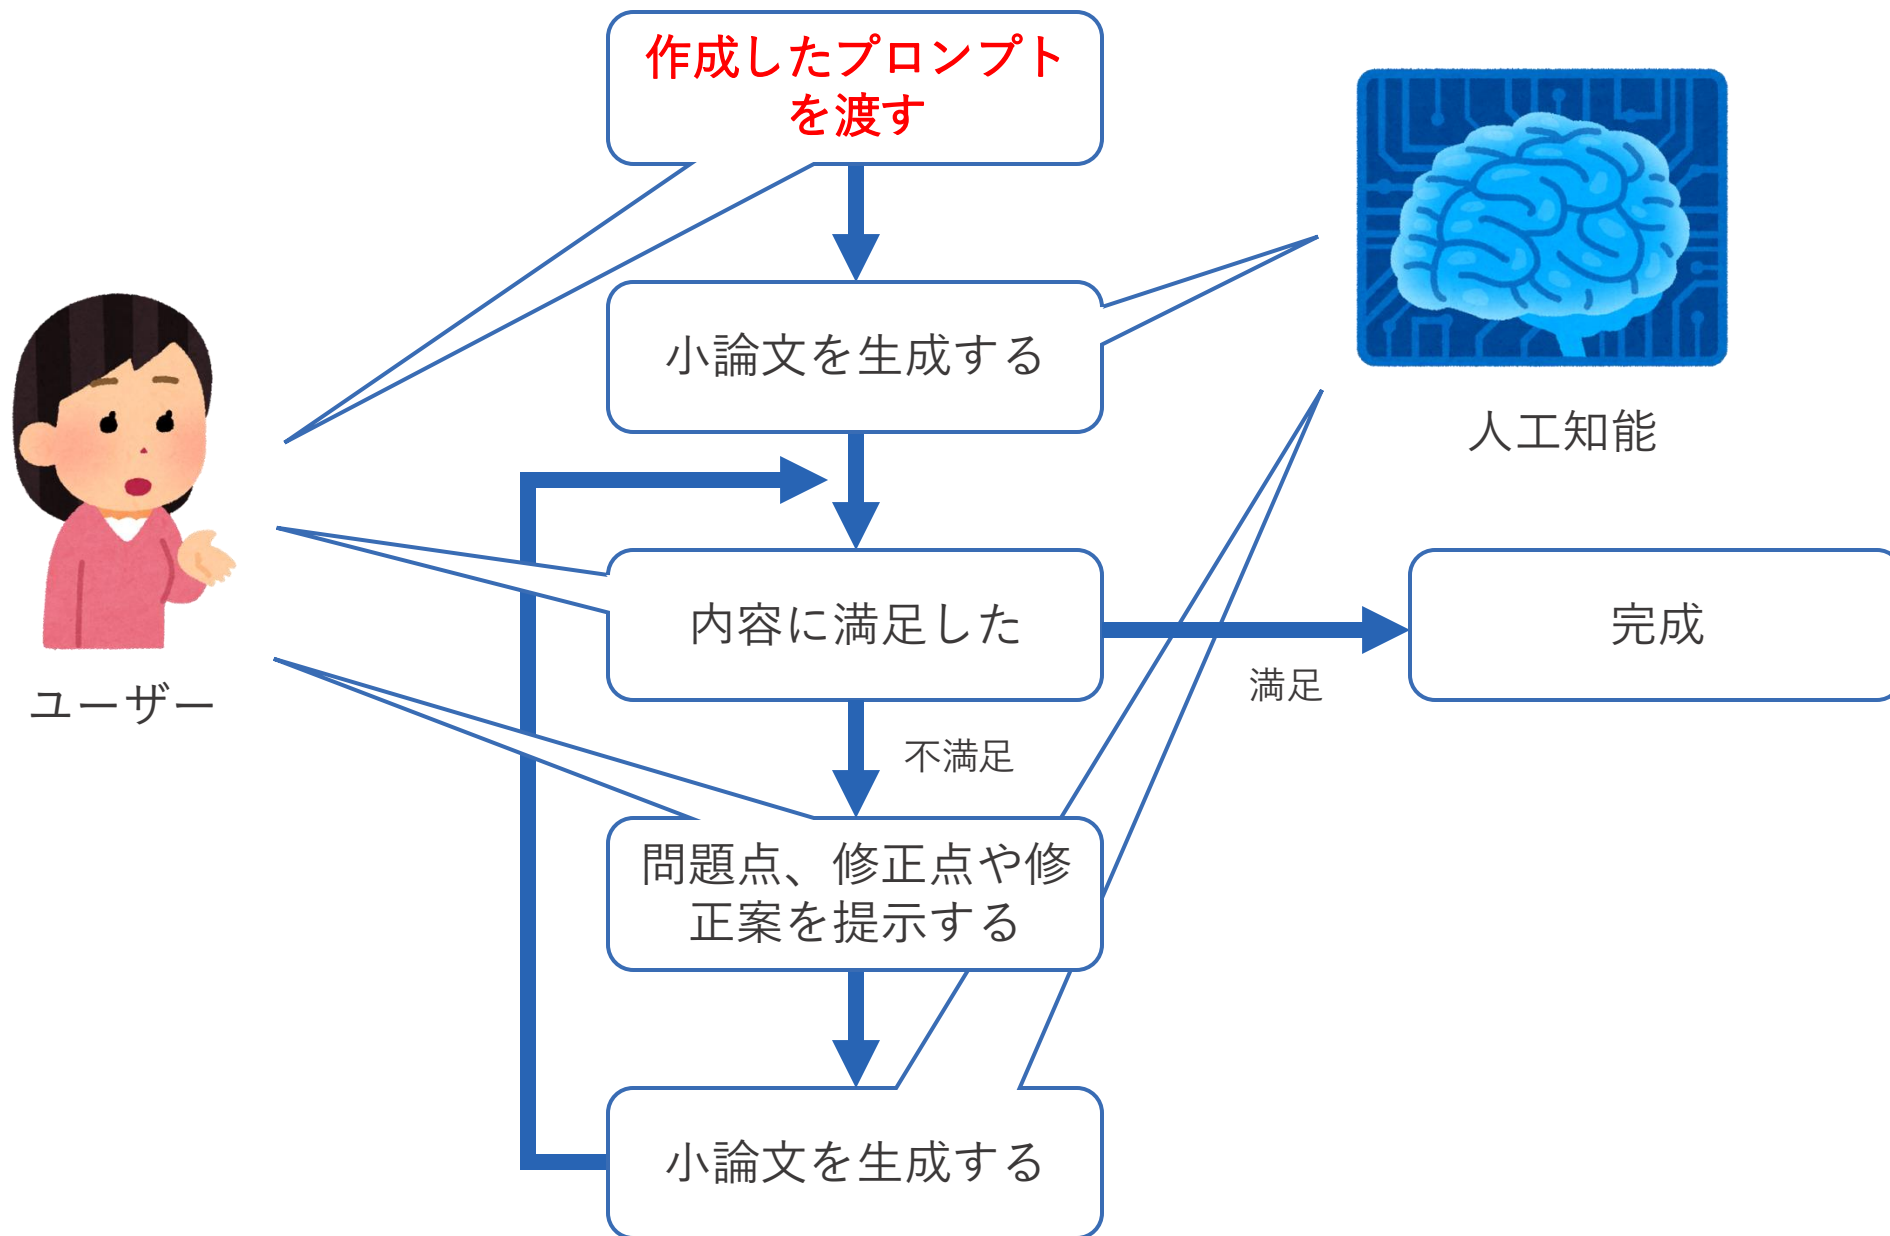 作成したプロンプト
を渡す
小論文を生成する
人工知能
内容に満足した
完成
満足
ユーザー
不満足
問題点、修正点や修
正案を提示する
小論文を生成する